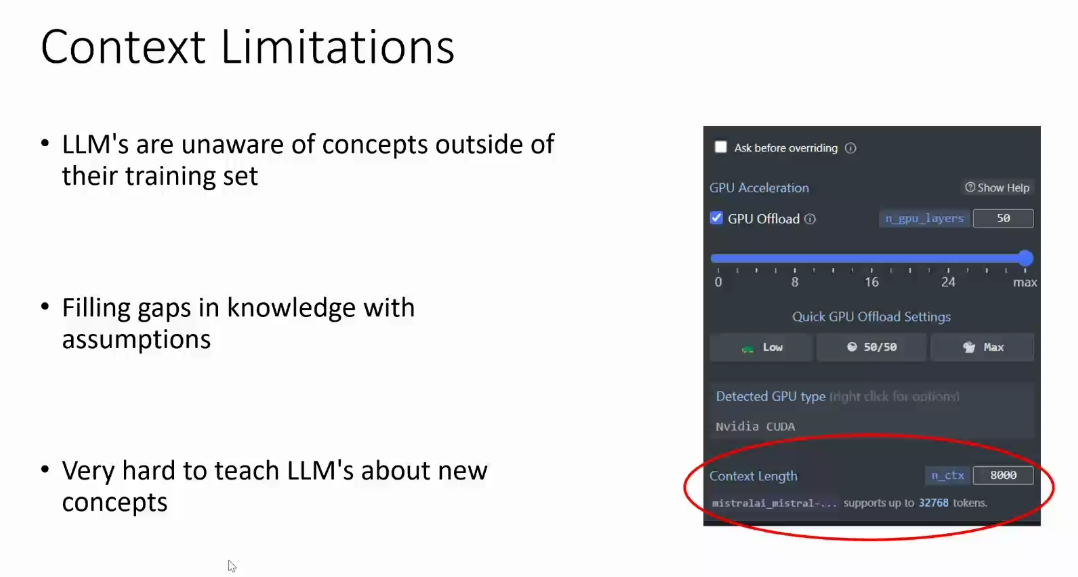 Context Limitations
• LLM's are unaware of concepts outside of
their training set
• Filling gaps in knowledge with
assumptions
• Very hard to teach LLM's about new
concepts
Ask before overriding
GPU Acceleration
Show Help
GPU Offload
n_gpu_layers
50
0 8 16 24 max
Quick GPU Offload Settings
Low
50/50
Max
Detected GPU type (right click for options)
Nvidia CUDA
Context Length
n_ctx
8000
mistralai_mistral-... supports up to 32768 tokens.